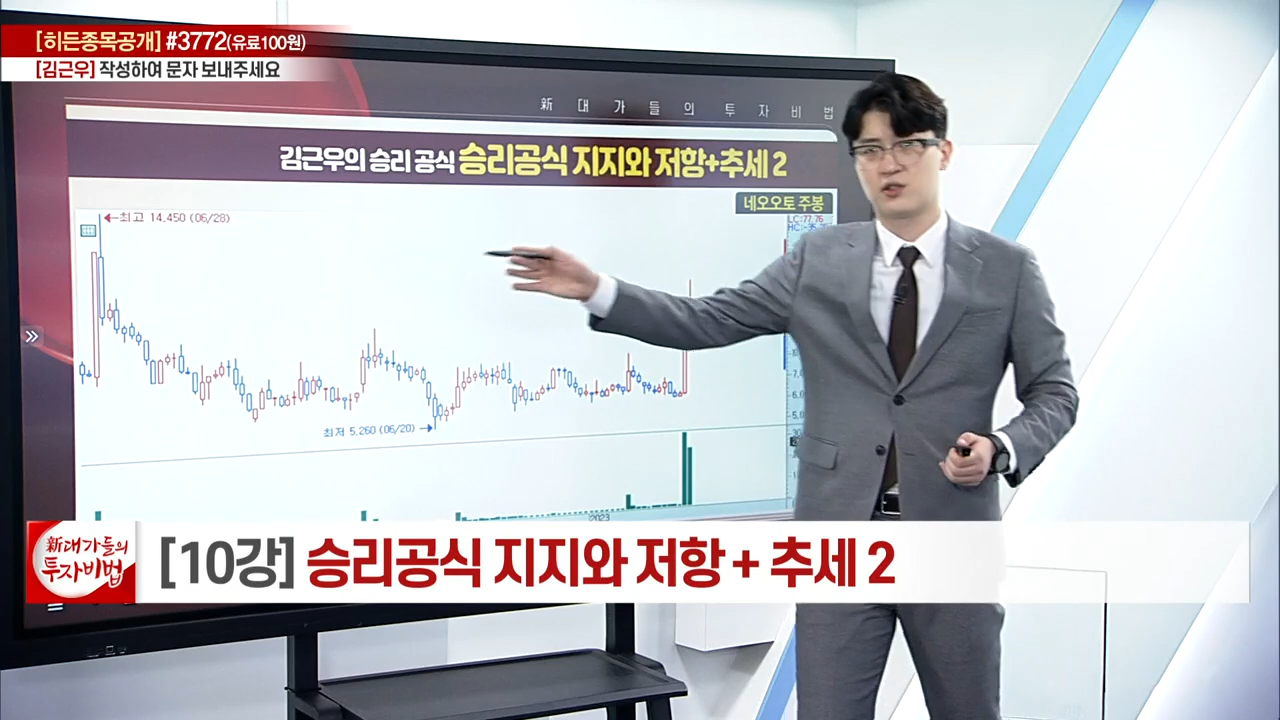 [히든종목공개] #3772(유료100원)
[김근우] 작성하여 문자 보내주세요
新 대 가 들 의 투 자 비 법
김근우의 승리 공식 승리공식 지지와 저항+추세 2
네오오토 주봉
←최고 14,450 (06/28)
LC:77.76
최저 5,260 (06/20)→
2023
新대가들의
투자비법
[10강] 승리공식 지지와 저항 + 추세 2